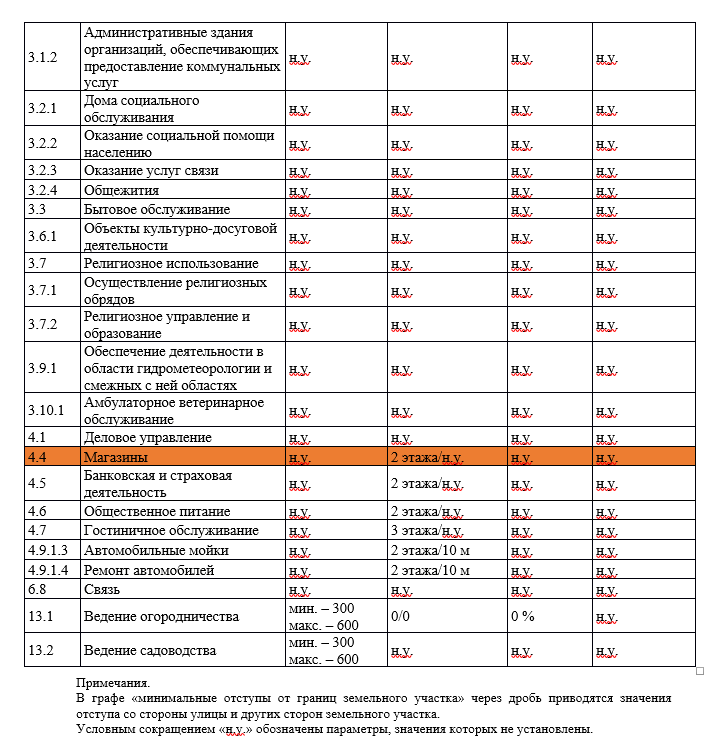 3.1.2 Административные здания организаций, обеспечивающих предоставление коммунальных услуг н.у. н.у. н.у. н.у.
3.2.1 Дома социального обслуживания н.у. н.у. н.у. н.у.
3.2.2 Оказание социальной помощи населению н.у. н.у. н.у. н.у.
3.2.3 Оказание услуг связи н.у. н.у. н.у. н.у.
3.2.4 Общежития н.у. н.у. н.у. н.у.
3.3 Бытовое обслуживание н.у. н.у. н.у. н.у.
3.6.1 Объекты культурно-досуговой деятельности н.у. н.у. н.у. н.у.
3.7 Религиозное использование н.у. н.у. н.у. н.у.
3.7.1 Осуществление религиозных обрядов н.у. н.у. н.у. н.у.
3.7.2 Религиозное управление и образование н.у. н.у. н.у. н.у.
3.9.1 Обеспечение деятельности в области гидрометеорологии и смежных с ней областях н.у. н.у. н.у. н.у.
3.10.1 Амбулаторное ветеринарное обслуживание н.у. н.у. н.у. н.у.
4.1 Деловое управление н.у. н.у. н.у. н.у.
4.4 Магазины н.у. 2 этажа/н.у. н.у. н.у.
4.5 Банковская и страховая деятельность н.у. 2 этажа/н.у. н.у. н.у.
4.6 Общественное питание н.у. 2 этажа/н.у. н.у. н.у.
4.7 Гостиничное обслуживание н.у. 3 этажа/н.у. н.у. н.у.
4.9.1.3 Автомобильные мойки н.у. 2 этажа/10 м н.у. н.у.
4.9.1.4 Ремонт автомобилей н.у. 2 этажа/10 м н.у. н.у.
6.8 Связь н.у. н.у. н.у. н.у.
13.1 Ведение огородничества мин. – 300 макс. – 600 0/0 0 % н.у.
13.2 Ведение садоводства мин. – 300 макс. – 600 н.у. н.у. н.у.
Примечания.
В графе «минимальные отступы от границ земельного участка» через дробь приводятся значения
отступа со стороны улицы и других сторон земельного участка.
Условным сокращением «н.у.» обозначены параметры, значения которых не установлены.